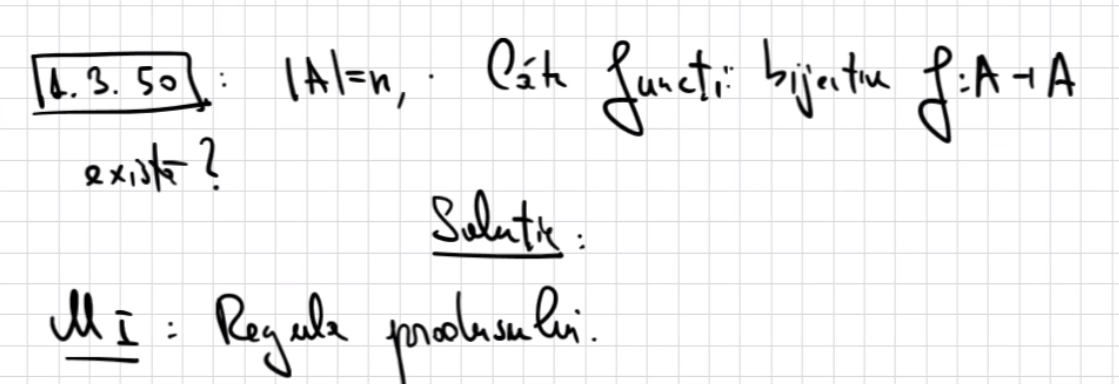 1.3.50 : |A|=n, Câte funcții bijective f:A→A
există?
Soluție:
M I : Regula produsului.